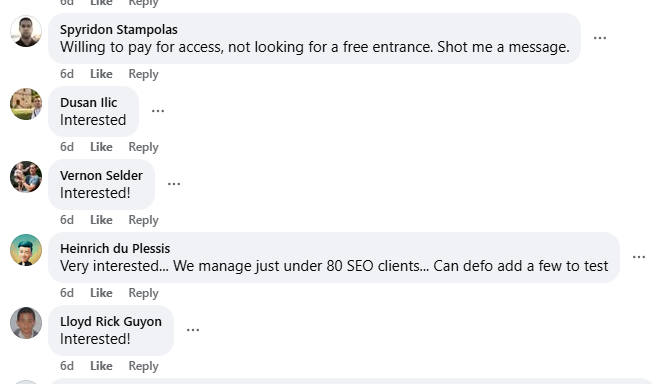 6d Like Reply
Spyridon Stampolas
Willing to pay for access, not looking for a free entrance. Shot me a message.
6d Like Reply
Dusan Ilic
Interested
6d Like Reply
Vernon Selder
Interested!
6d Like Reply
Heinrich du Plessis
Very interested... We manage just under 80 SEO clients... Can defo add a few to test
6d Like Reply
Lloyd Rick Guyon
Interested!
6d Like Reply